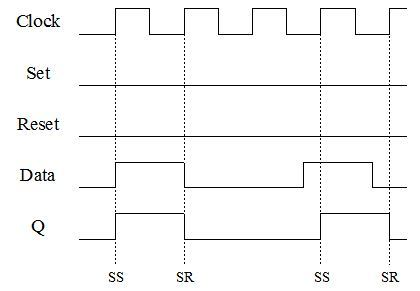 Clock
Set
Reset
Data
Q
SS SR SS SR